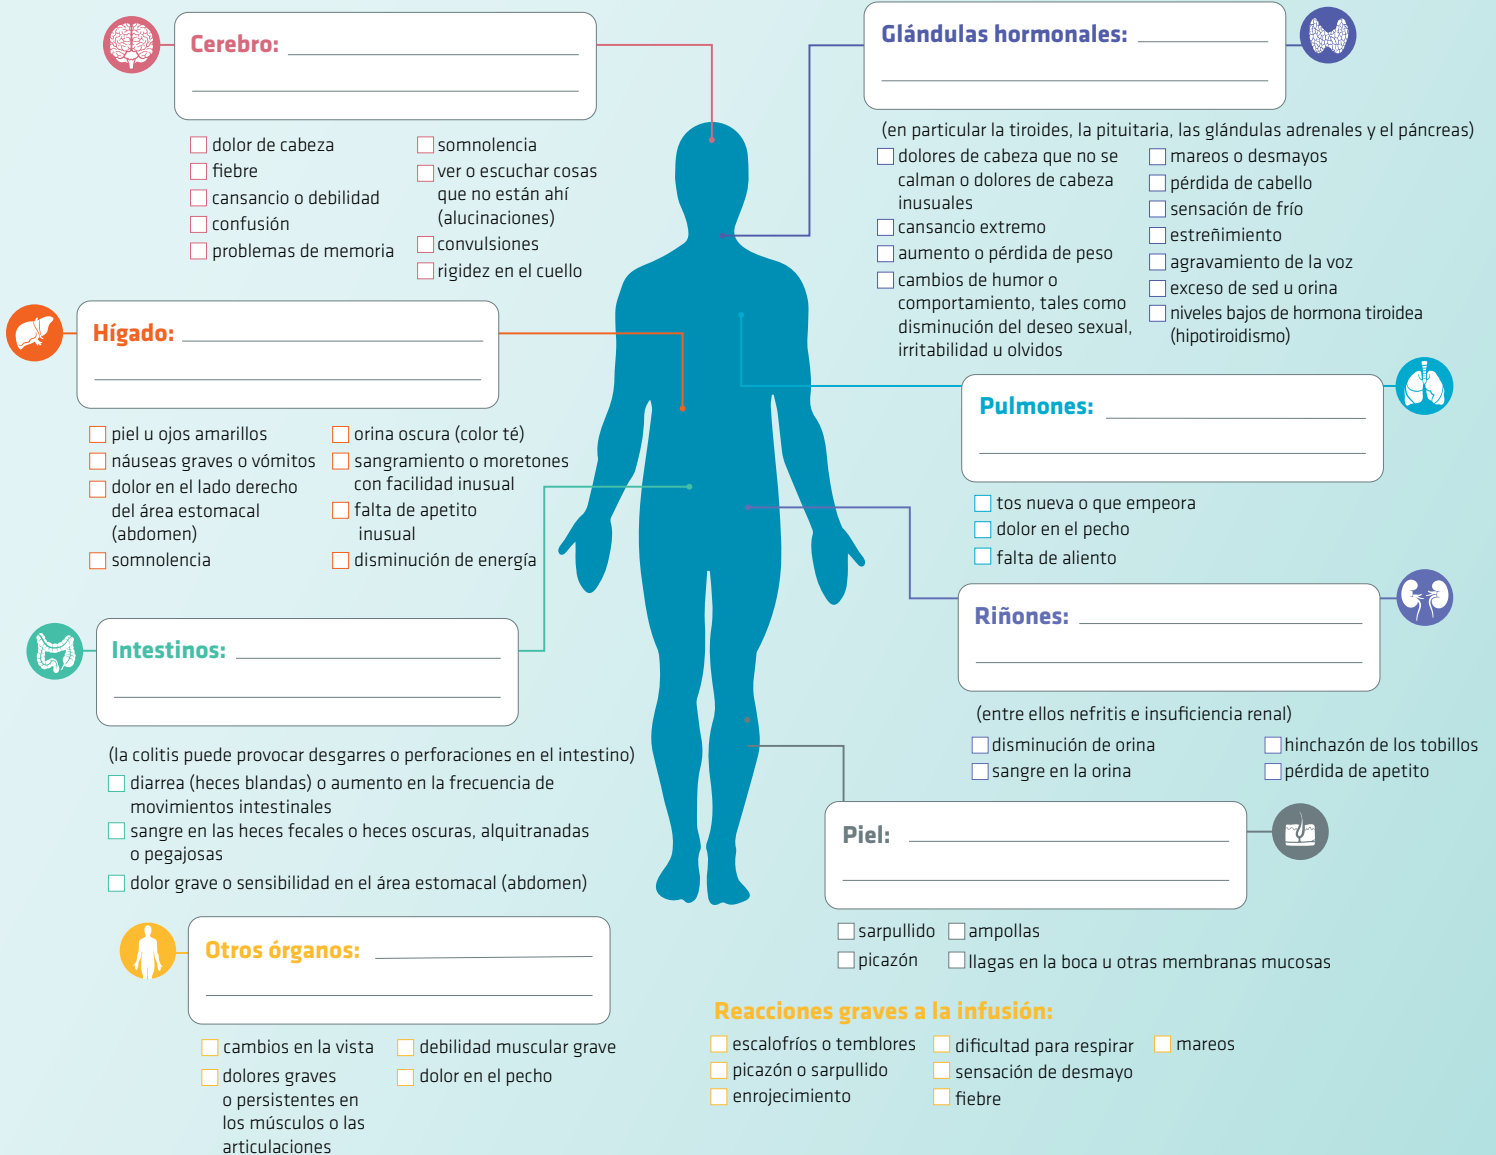 Cerebro:
dolor de cabeza
fiebre
cansancio o debilidad
confusión
problemas de memoria
somnolencia
ver o escuchar cosas
que no están ahí
(alucinaciones)
convulsiones
rigidez en el cuello
Glándulas hormonales:
(en particular la tiroides, la pituitaria, las glándulas adrenales y el páncreas)
dolores de cabeza que no se
calman o dolores de cabeza
inusuales
cansancio extremo
aumento o pérdida de peso
cambios de humor o
comportamiento, tales como
disminución del deseo sexual,
irritabilidad u olvidos
mareos o desmayos
pérdida de cabello
sensación de frío
estreñimiento
agravamiento de la voz
exceso de sed u orina
niveles bajos de hormona tiroidea
(hipotiroidismo)
Hígado:
piel u ojos amarillos
náuseas graves o vómitos
dolor en el lado derecho
del área estomacal
(abdomen)
somnolencia
orina oscura (color té)
sangramiento o moretones
con facilidad inusual
falta de apetito
inusual
disminución de energía
Pulmones:
tos nueva o que empeora
dolor en el pecho
falta de aliento
Riñones:
(entre ellos nefritis e insuficiencia renal)
disminución de orina
sangre en la orina
hinchazón de los tobillos
pérdida de apetito
Intestinos:
(la colitis puede provocar desgarres o perforaciones en el intestino)
diarrea (heces blandas) o aumento en la frecuencia de
movimientos intestinales
sangre en las heces fecales o heces oscuras, alquitranadas
o pegajosas
dolor grave o sensibilidad en el área estomacal (abdomen)
Piel:
sarpullido
picazón
ampollas
llagas en la boca u otras membranas mucosas
Otros órganos:
cambios en la vista
dolores graves
o persistentes en
los músculos o las
articulaciones
debilidad muscular grave
dolor en el pecho
Reacciones graves a la infusión:
escalofríos o temblores
picazón o sarpullido
enrojecimiento
dificultad para respirar
sensación de desmayo
fiebre
mareos